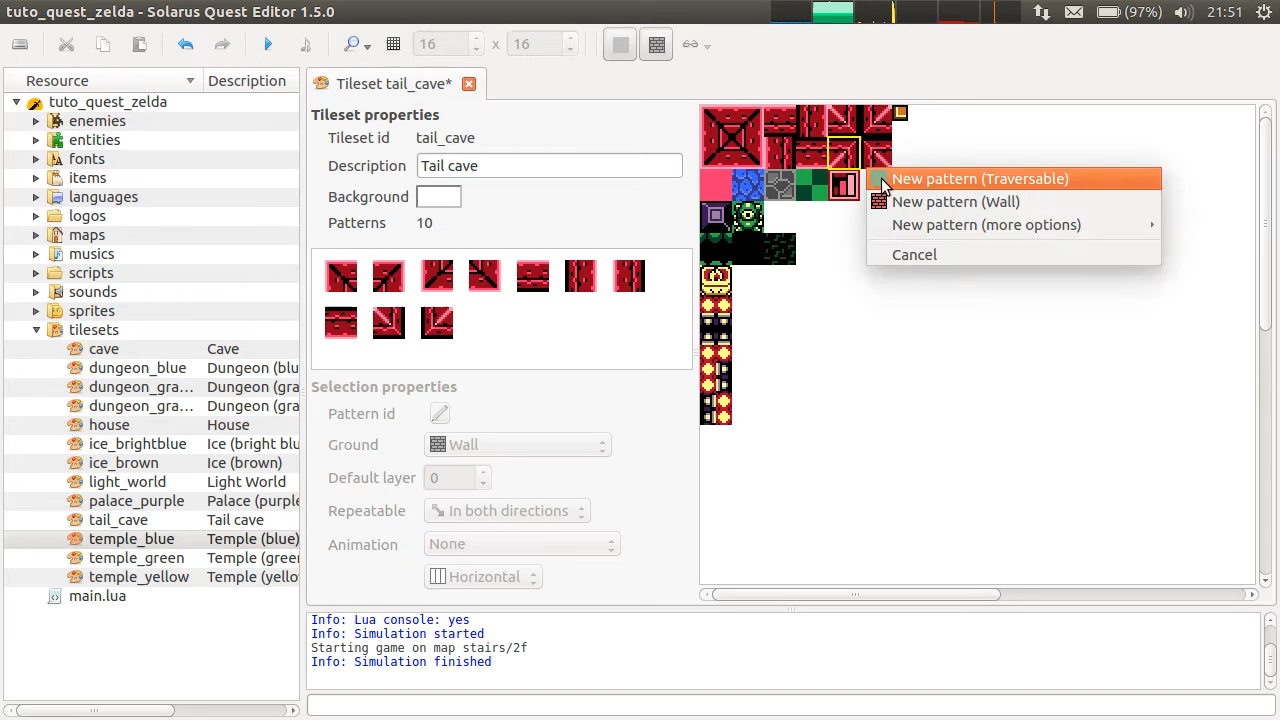 tuto_quest_zelda - Solarus Quest Editor 1.5.0
(97%)
21:51
16 x 16
Resource
Description
tuto_quest_zelda
enemies
entities
fonts
items
languages
logos
maps
musics
scripts
sounds
sprites
tilesets
cave Cave
dungeon_blue Dungeon (blu
dungeon_gra... Dungeon (gra
dungeon_gra... Dungeon (gra
house House
ice_brightblue Ice (bright blu
ice_brown Ice (brown)
light_world Light World
palace_purple Palace (purple
tail_cave Tail cave
temple_blue Temple (blue)
temple_green Temple (green
temple_yellow Temple (yello
main.lua
Tileset tail_cave*
Tileset properties
Tileset id tail_cave
Description Tail cave
Background
Patterns 10
Selection properties
Pattern id
Ground Wall
Default layer 0
Repeatable In both directions
Animation None
Horizontal
New pattern (Traversable)
New pattern (Wall)
New pattern (more options)
Cancel
Info: Lua console: yes
Info: Simulation started
Starting game on map stairs/2f
Info: Simulation finished